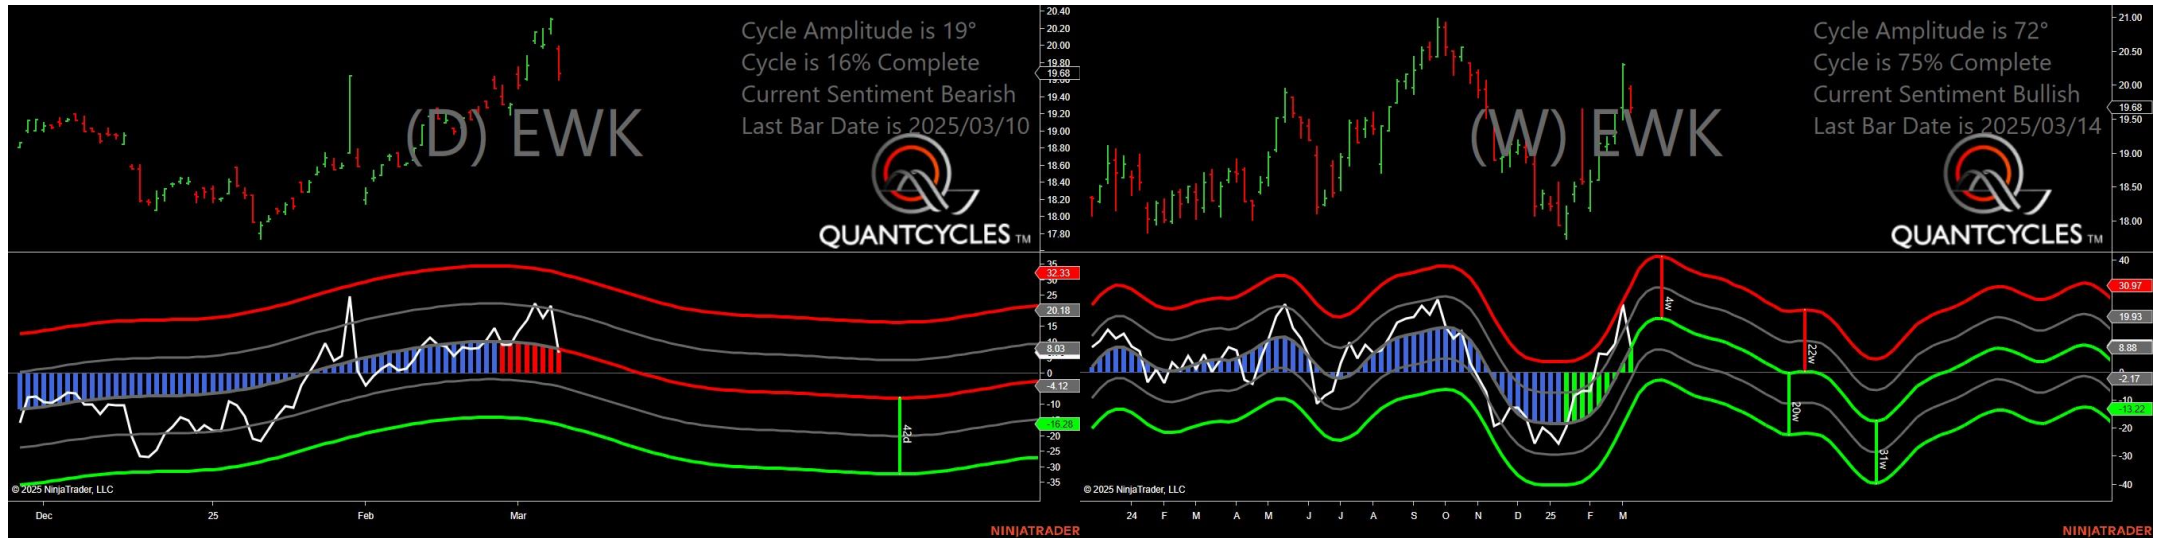 Cycle Amplitude is 19°
Cycle is 16% Complete
Current Sentiment Bearish
Last Bar Date is 2025/03/10
(D) EWK
QUANTCYCLES TM
20.40
20.20
20.00
19.80
19.68
19.40
19.20
19.00
18.80
18.60
18.40
18.20
18.00
17.80
35
32.33
25
20.18
15
10
8.03
0
-4.12
-10
-16.28
-20
-25
-30
-35
42d
© 2025 NinjaTrader, LLC
Dec
25
Feb
Mar
NINJATRADER
Cycle Amplitude is 72°
Cycle is 75% Complete
Current Sentiment Bullish
Last Bar Date is 2025/03/14
(W) EWK
QUANTCYCLES TM
21.00
20.50
20.00
19.68
19.50
19.00
18.50
18.00
40
30.97
19.93
8.88
-2.17
-10
-13.22
-20
-30
-40
4w
22w
20w
31w
© 2025 NinjaTrader, LLC
24 F M A M J J A S O N D 25 F M
NINJATRADER